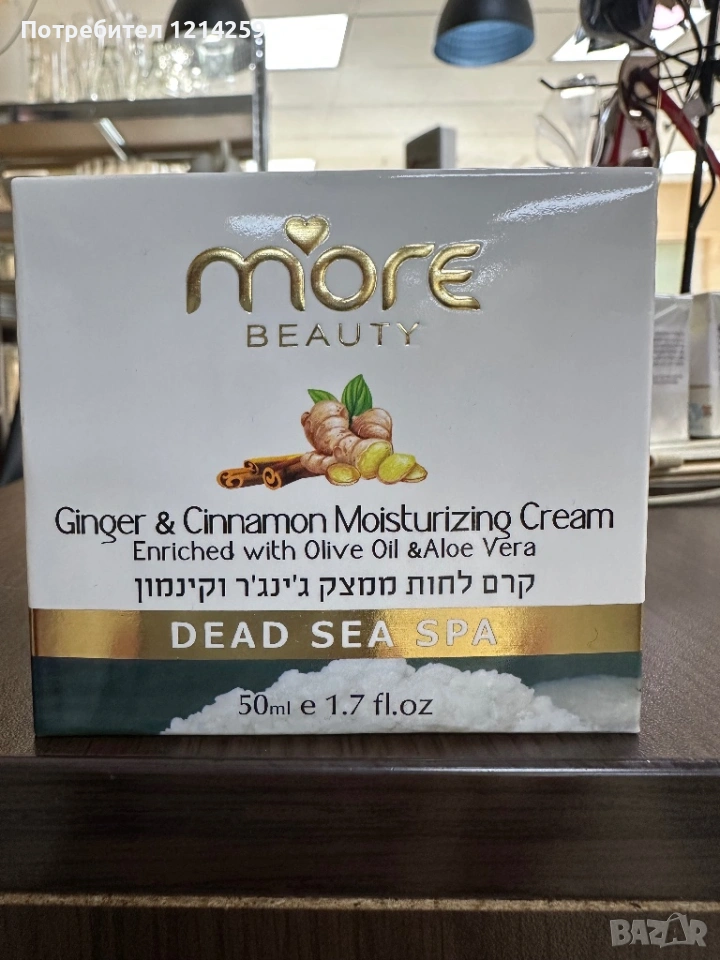 Потребител 1214259
more
BEAUTY
Ginger & Cinnamon Moisturizing Cream
Enriched with Olive Oil &Aloe Vera
קרם לחות ממצק ג'ינג'ר וקינמון
DEAD SEA SPA
50ml e 1.7 fl.oz
BAZAR